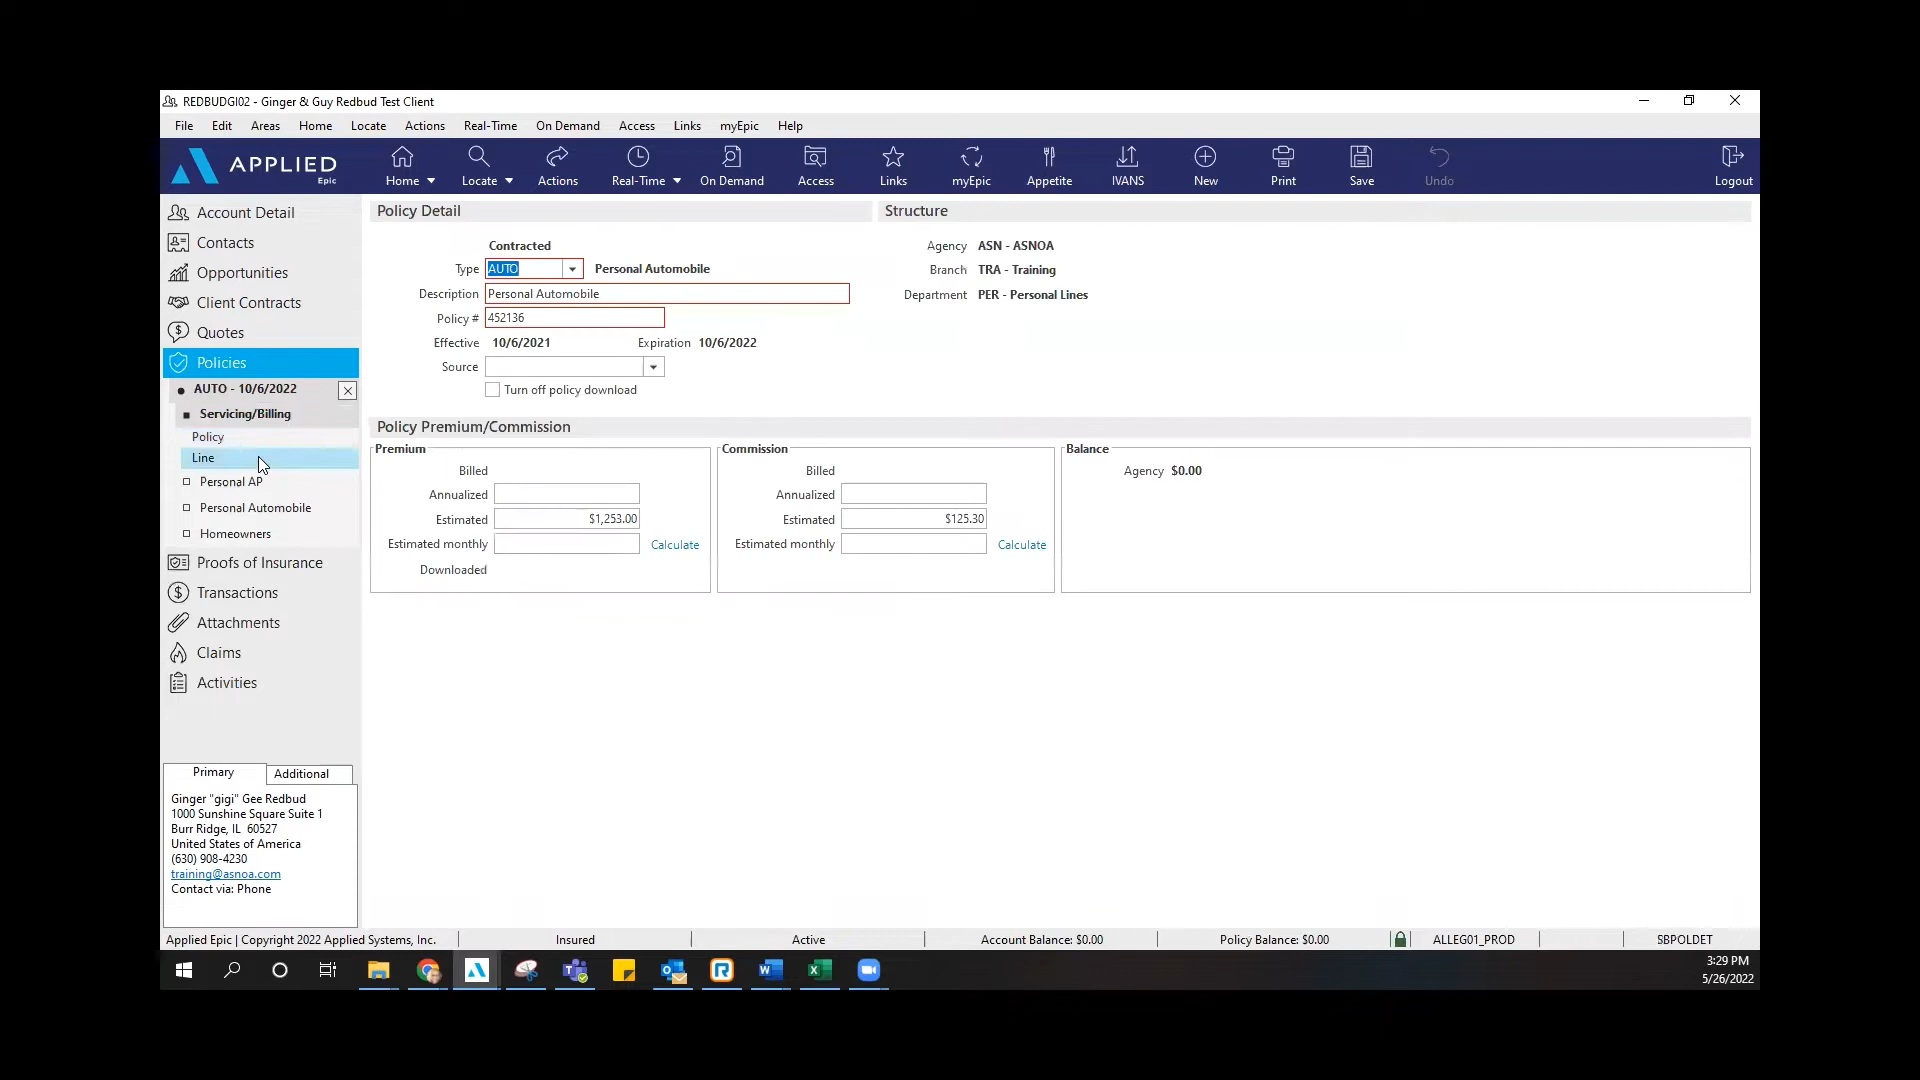 REDBUDGI02 - Ginger & Guy Redbud Test Client
File Edit Areas Home Locate Actions Real-Time On Demand Access Links myEpic Help
APPLIED
Epic
Home Locate Actions Real-Time On Demand Access Links myEpic Appetite IVANS New Print Save Undo Logout
Account Detail
Contacts
Opportunities
Client Contracts
Quotes
Policies
AUTO - 10/6/2022
Servicing/Billing
Policy
Line
Personal AP
Personal Automobile
Homeowners
Proofs of Insurance
Transactions
Attachments
Claims
Activities
Primary Additional
Ginger "gigi" Gee Redbud
1000 Sunshine Square Suite 1
Burr Ridge, IL 60527
United States of America
(630) 908-4230
training@asnoa.com
Contact via: Phone
Policy Detail
Contracted
Type AUTO Personal Automobile
Description Personal Automobile
Policy # 452136
Effective 10/6/2021 Expiration 10/6/2022
Source
Turn off policy download
Structure
Agency ASN - ASNOA
Branch TRA - Training
Department PER - Personal Lines
Policy Premium/Commission
Premium
Billed
Annualized
Estimated $1,253.00
Estimated monthly Calculate
Downloaded
Commission
Billed
Annualized
Estimated $125.30
Estimated monthly Calculate
Balance
Agency $0.00
Applied Epic | Copyright 2022 Applied Systems, Inc. Insured Active Account Balance: $0.00 Policy Balance: $0.00 ALLEG01_PROD SBPOLDET
3:29 PM
5/26/2022